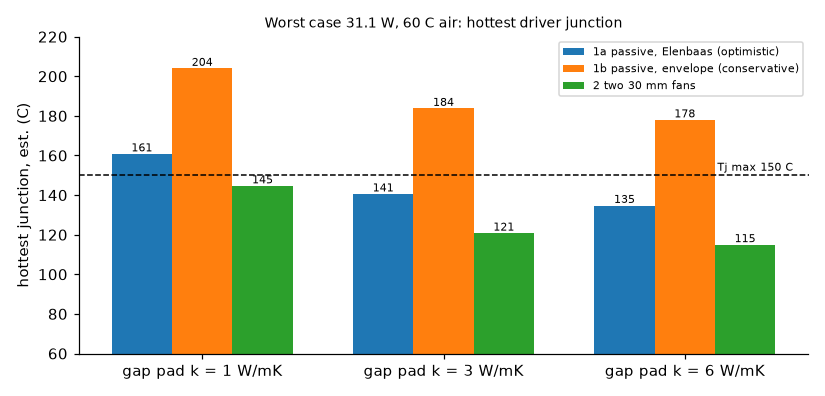 Worst case 31.1 W, 60 C air: hottest driver junction
hottest junction, est. (C)
220
200
180
160
140
120
100
80
60
1a passive, Elenbaas (optimistic)
1b passive, envelope (conservative)
2 two 30 mm fans
Tj max 150 C
161
204
145
141
184
121
135
178
115
gap pad k = 1 W/mK
gap pad k = 3 W/mK
gap pad k = 6 W/mK